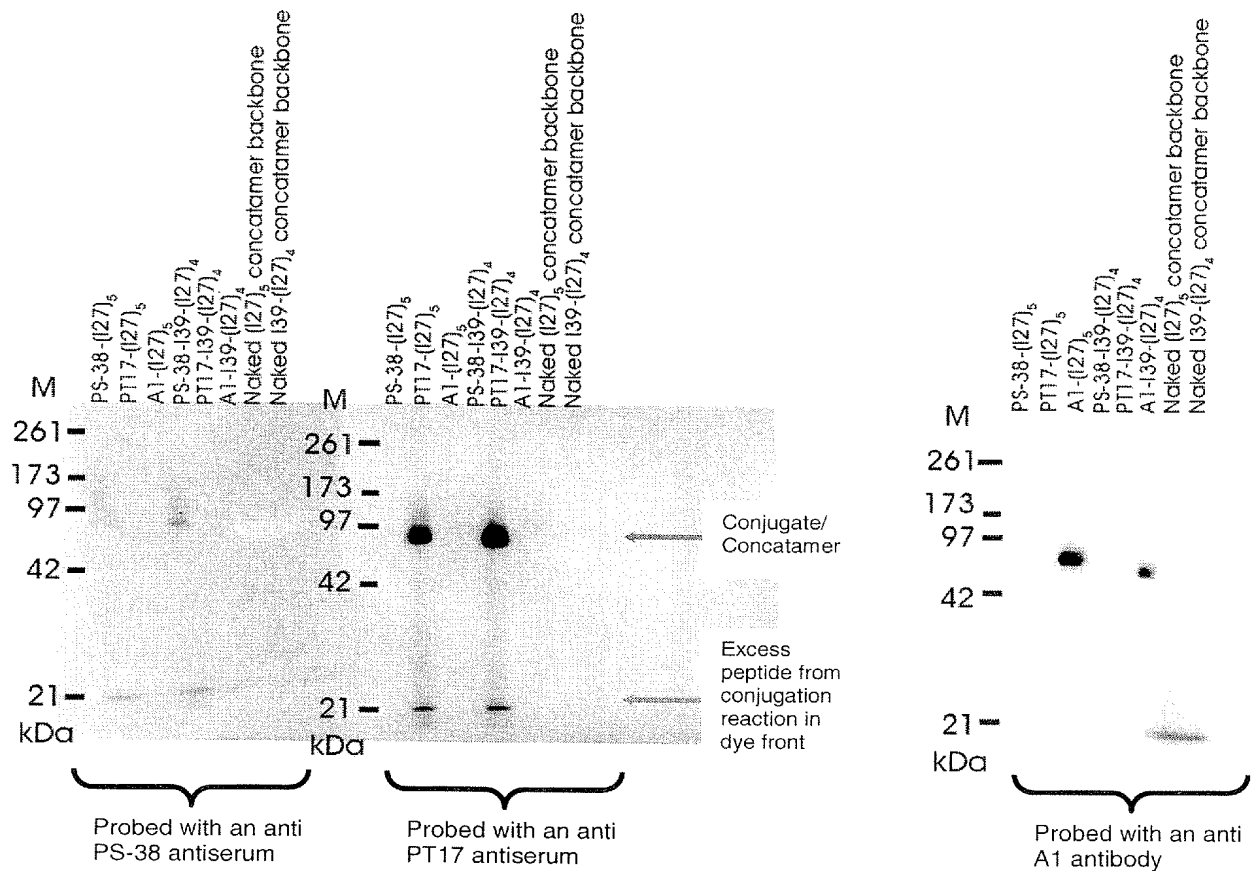 PS-38-(I27)5
PT17-(I27)5
A1-(I27)5
PS-38-I39-(I27)4
PT17-I39-(I27)4
A1-I39-(I27)4
Naked (I27)5 concatamer backbone
Naked I39-(I27)4 concatamer backbone
M
261
173
97
42
21
kDa
Probed with an anti
PS-38 antiserum
PS-38-(I27)5
PT17-(I27)5
A1-(I27)5
PS-38-I39-(I27)4
PT17-I39-(I27)4
A1-I39-(I27)4
Naked (I27)5 concatamer backbone
Naked I39-(I27)4 concatamer backbone
M
261
173
97
42
21
kDa
Probed with an anti
PT17 antiserum
Conjugate/
Concatamer
Excess
peptide from
conjugation
reaction in
dye front
PS-38-(I27)5
PT17-(I27)5
A1-(I27)5
PS-38-I39-(I27)4
PT17-I39-(I27)4
A1-I39-(I27)4
Naked (I27)5 concatamer backbone
Naked I39-(I27)4 concatamer backbone
M
261
173
97
42
21
kDa
Probed with an anti
A1 antibody